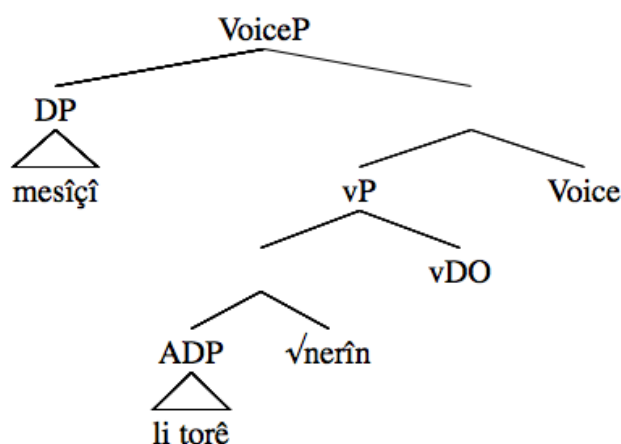 VoiceP
DP
mesîçî
vP Voice
vDO
ADP √nerîn
li torê